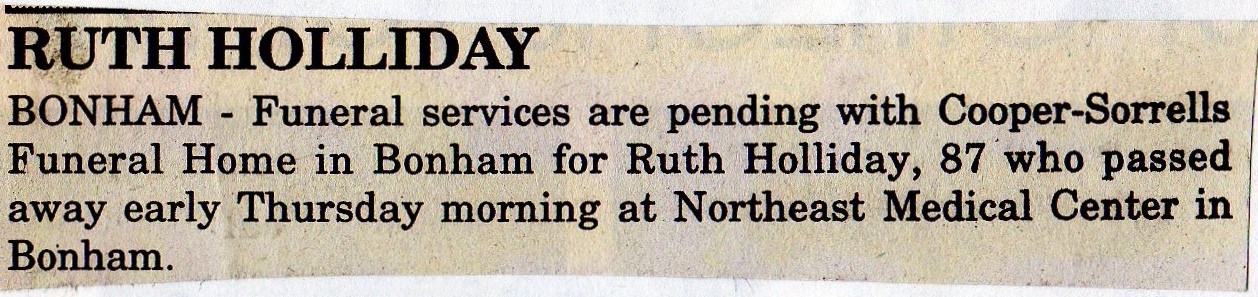 RUTH HOLLIDAY
BONHAM - Funeral services are pending with Cooper-Sorrells
Funeral Home in Bonham for Ruth Holliday, 87 who passed
away early Thursday morning at Northeast Medical Center in
Bonham.